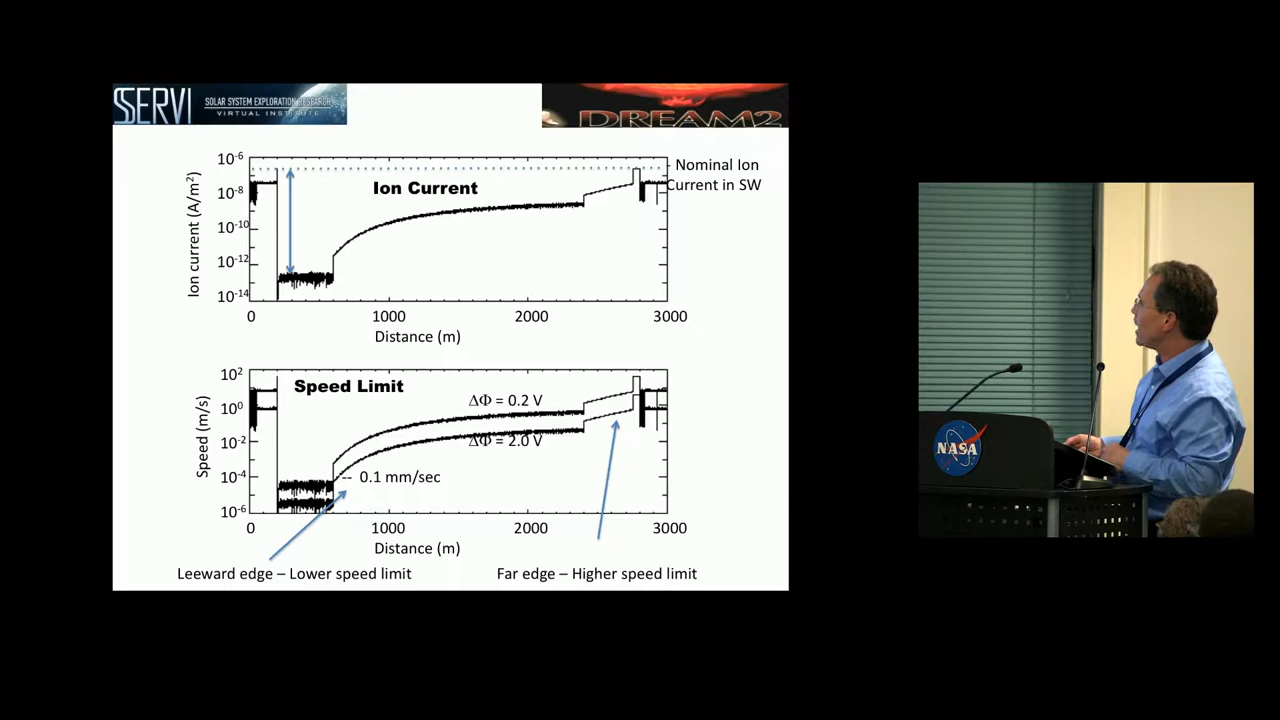 SSERVI
SOLAR SYSTEM EXPLORATION RESEARCH
VIRTUAL INSTITUTE
DREAM2
10-6
10-8
10-10
10-12
10-14
Ion current (A/m2)
Ion Current
Nominal Ion
Current in SW
0 1000 2000 3000
Distance (m)
102
100
10-2
10-4
10-6
Speed (m/s)
Speed Limit
ΔΦ = 0.2 V
ΔΦ = 2.0 V
-- 0.1 mm/sec
0 1000 2000 3000
Distance (m)
Leeward edge – Lower speed limit
Far edge – Higher speed limit
NASA